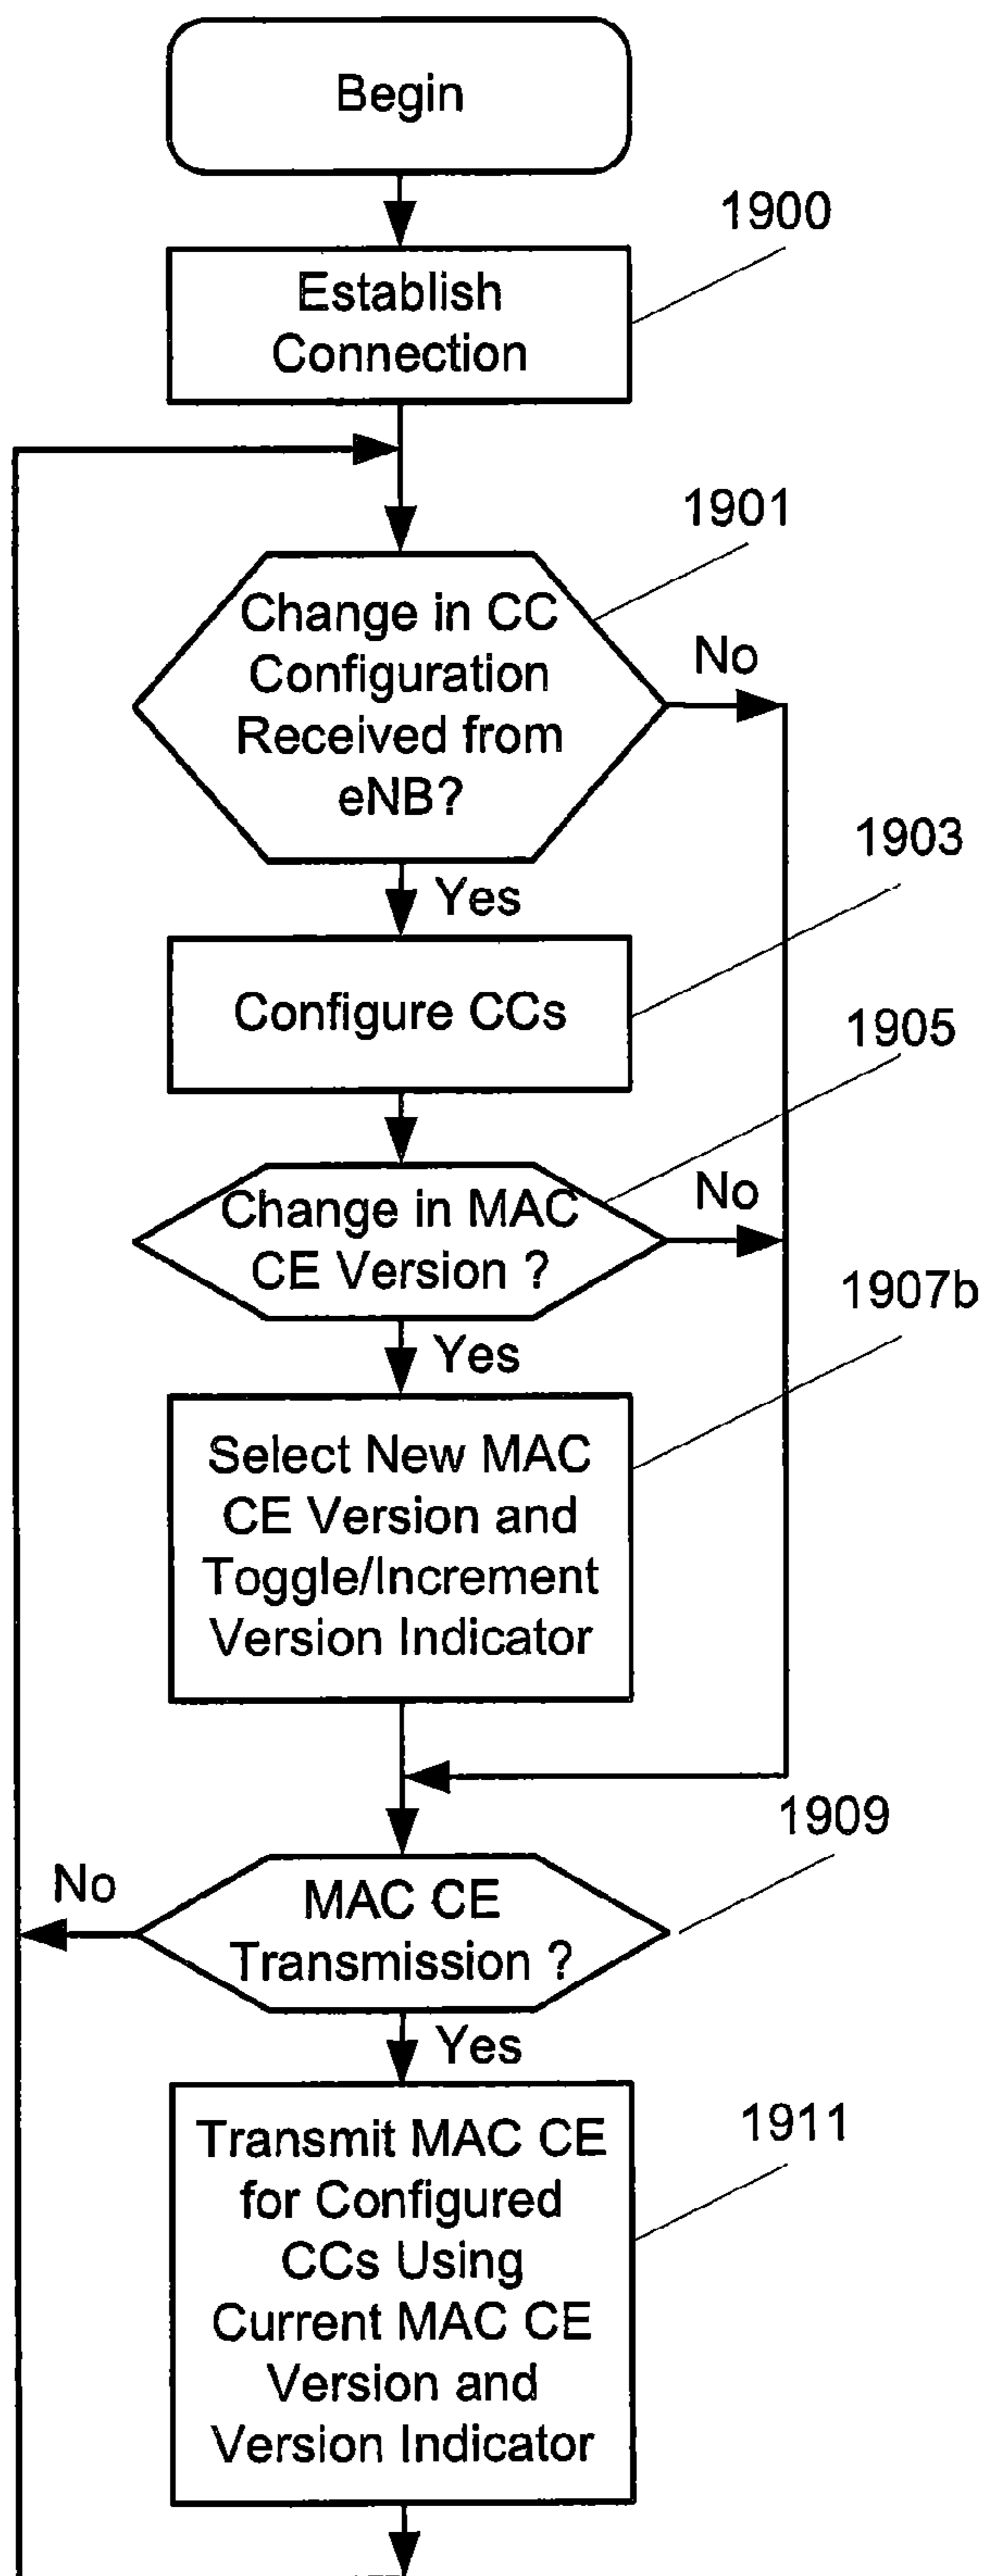 Begin
1900
Establish
Connection
1901
Change in CC
Configuration
Received from
eNB?
No
Yes
1903
Configure CCs
1905
Change in MAC
CE Version ?
No
Yes
1907b
Select New MAC
CE Version and
Toggle/Increment
Version Indicator
1909
MAC CE
Transmission ?
No
Yes
1911
Transmit MAC CE
for Configured
CCs Using
Current MAC CE
Version and
Version Indicator